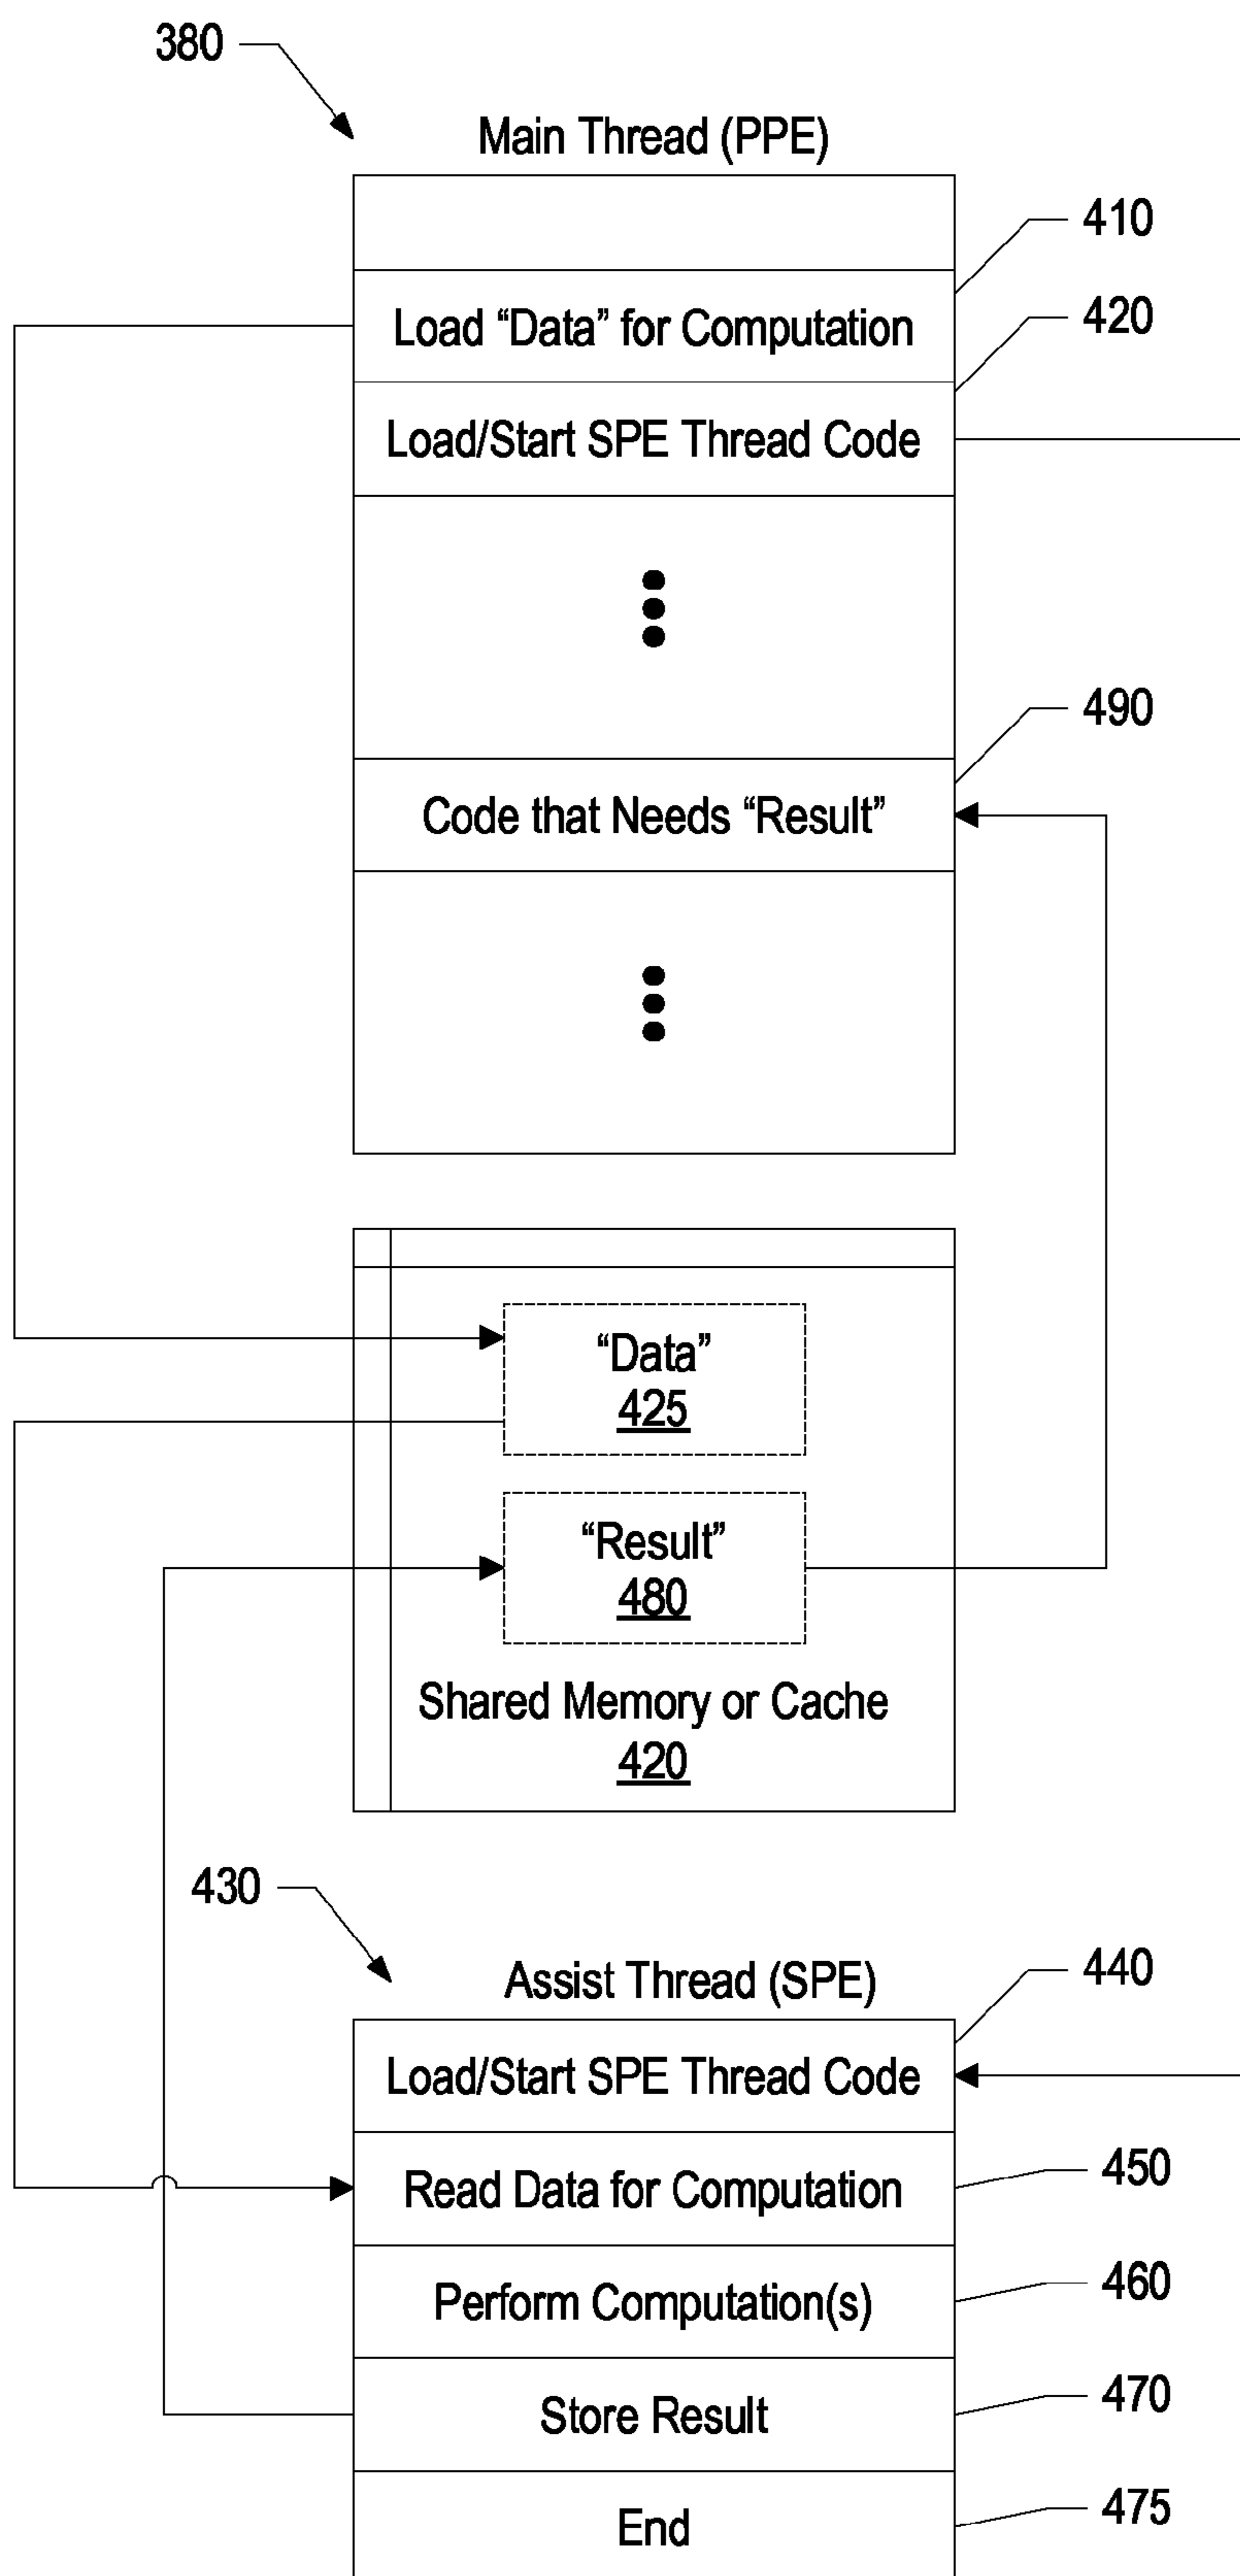 380
Main Thread (PPE)
410
Load “Data” for Computation
420
Load/Start SPE Thread Code
490
Code that Needs “Result”
“Data”
425
“Result”
480
Shared Memory or Cache
420
430
Assist Thread (SPE)
440
Load/Start SPE Thread Code
450
Read Data for Computation
460
Perform Computation(s)
470
Store Result
475
End